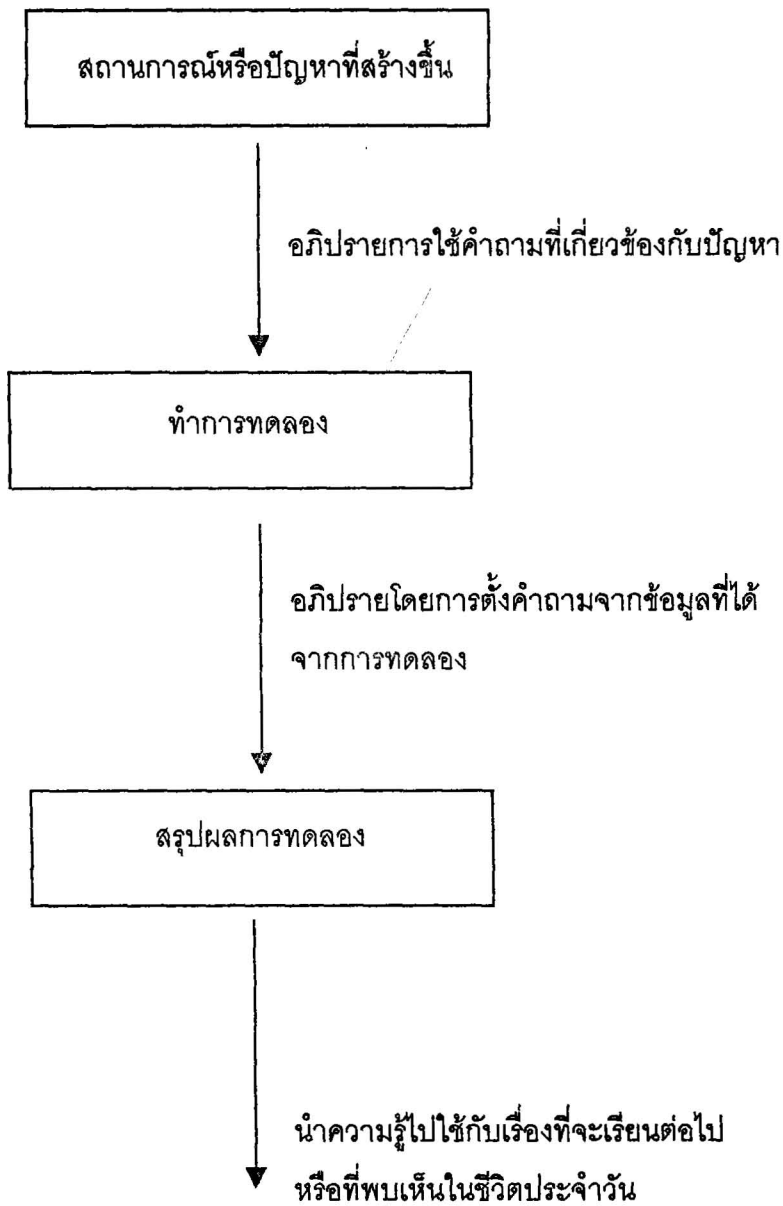 สถานการณ์หรือปัญหาที่สร้างขึ้น
อภิปรายการใช้คำถามที่เกี่ยวข้องกับปัญหา
ทำการทดลอง
อภิปรายโดยการตั้งคำถามจากข้อมูลที่ได้
จากการทดลอง
สรุปผลการทดลอง
นำความรู้ไปใช้กับเรื่องที่จะเรียนต่อไป
หรือที่พบเห็นในชีวิตประจำวัน